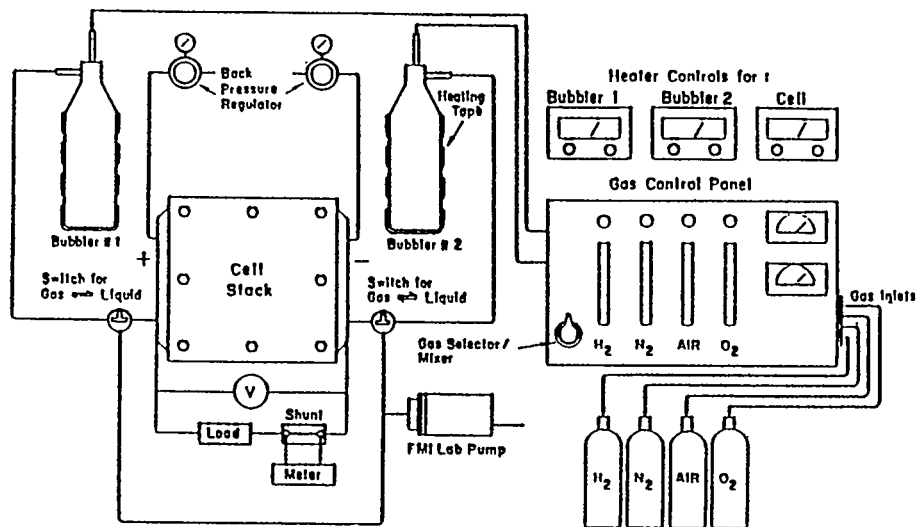 Back
Pressure
Regulator
Heating
Tape
Heater Controls for :
Bubbler 1
Bubbler 2
Cell
Gas Control Panel
Bubbler # 1
Bubbler # 2
+
Cell
Stack
−
Switch for
Gas ⇌ Liquid
Switch for
Gas ⇌ Liquid
Gas Inlets
Gas Selector/
Mixer
H2
N2
AIR
O2
V
Load
Shunt
Meter
FMI Lab Pump
H2
N2
AIR
O2